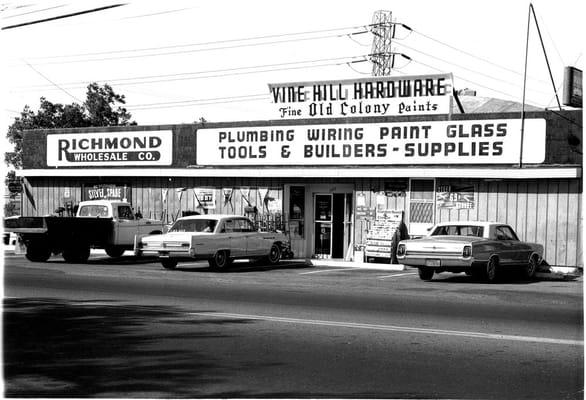 VINE HILL HARDWARE
Fine Old Colony Paints
RICHMOND
WHOLESALE CO.
PLUMBING WIRING PAINT GLASS
TOOLS & BUILDERS - SUPPLIES